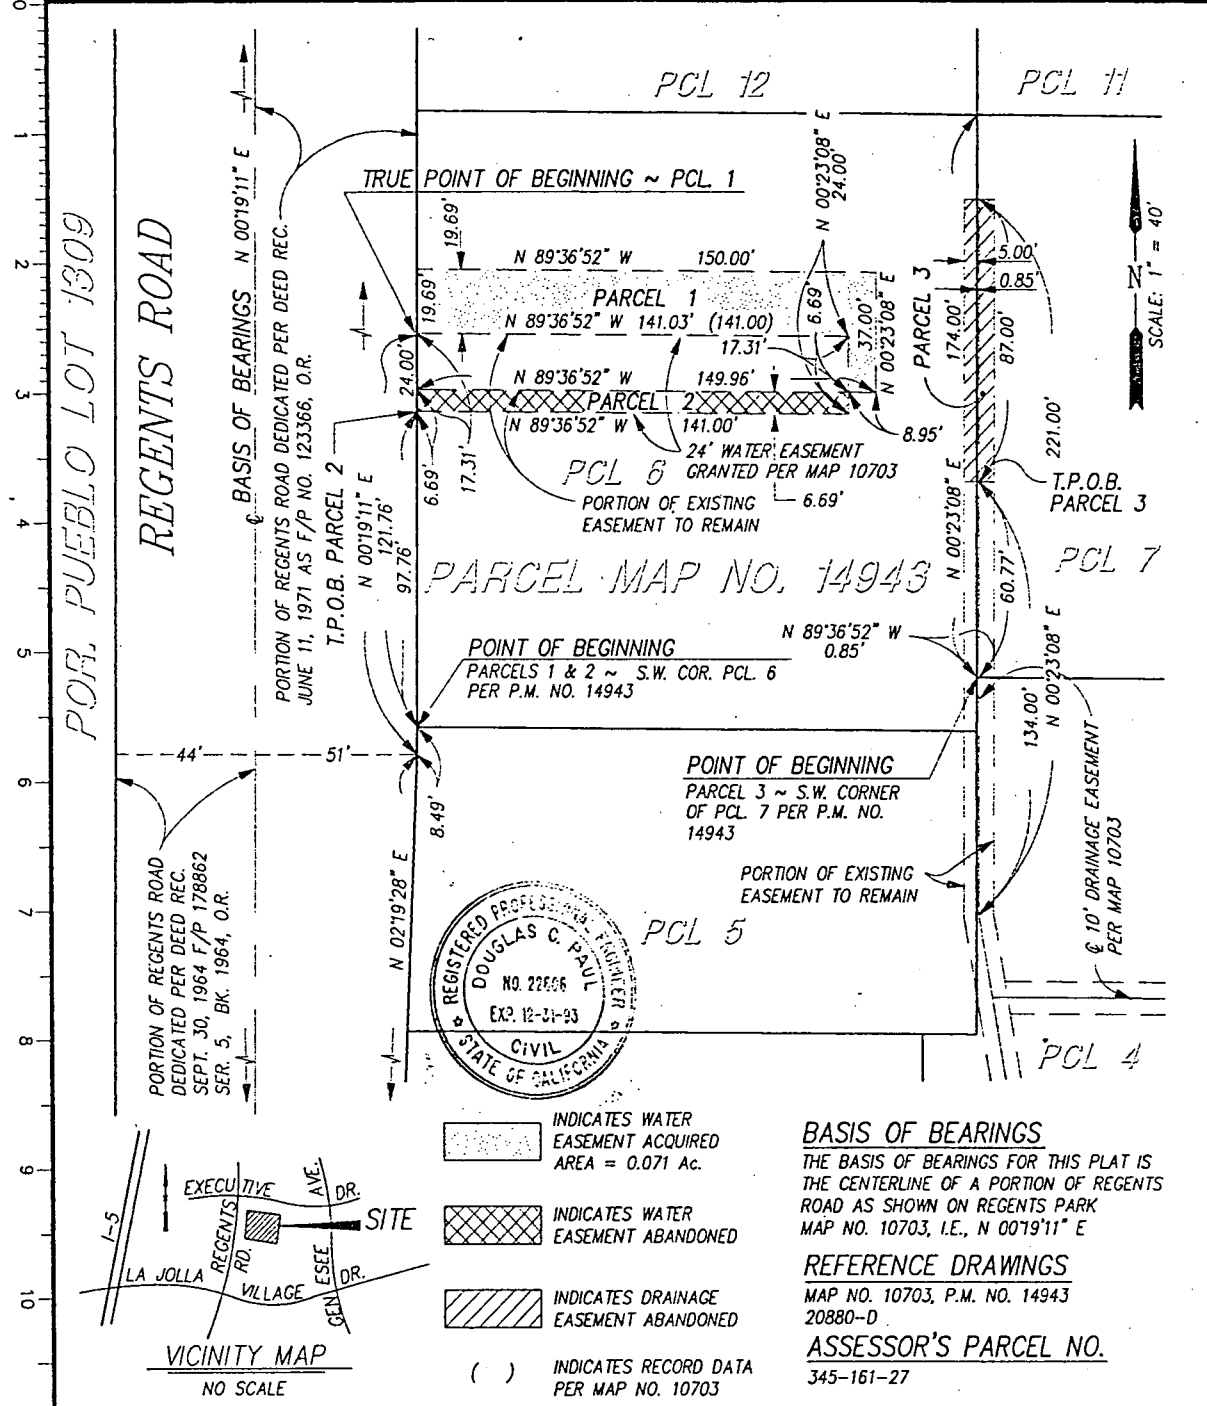 0
1
2
3
4
5
6
7
8
9
10
PCL 12
PCL 11
POR. PUEBLO LOT 1309
REGENTS ROAD
BASIS OF BEARINGS N 00°19'11" E
PORTION OF REGENTS ROAD DEDICATED PER DEED REC.
JUNE 11, 1971 AS F/P NO. 123366, O.R.
TRUE POINT OF BEGINNING ~ PCL. 1
19.69'
N 89°36'52" W 150.00'
19.69'
PARCEL 1
N 89°36'52" W 141.03' (141.00)
17.31'
N 00°23'08" E
24.00'
6.69'
37.00'
N 00°23'08" E
24.00'
N 89°36'52" W 149.96'
PARCEL 2
N 89°36'52" W 141.00'
8.95'
6.69'
17.31'
PCL 6
24' WATER EASEMENT
GRANTED PER MAP 10703
PORTION OF EXISTING
EASEMENT TO REMAIN
6.69'
T.P.O.B. PARCEL 2
N 00°19'11" E
121.76'
97.76'
PARCEL MAP NO. 14943
PARCEL 3
174.00'
5.00'
0.85'
87.00'
221.00'
N
SCALE: 1" = 40'
T.P.O.B.
PARCEL 3
N 00°23'08" E
PCL 7
60.77'
N 89°36'52" W
0.85'
N 00°23'08" E
134.00'
POINT OF BEGINNING
PARCELS 1 & 2 ~ S.W. COR. PCL. 6
PER P.M. NO. 14943
44'
51'
8.49'
N 02°19'28" E
POINT OF BEGINNING
PARCEL 3 ~ S.W. CORNER
OF PCL. 7 PER P.M. NO.
14943
PORTION OF EXISTING
EASEMENT TO REMAIN
℄ 10' DRAINAGE EASEMENT
PER MAP 10703
PORTION OF REGENTS ROAD
DEDICATED PER DEED REC.
SEPT. 30, 1964 F/P 178862
SER. 5, BK. 1964, O.R.
PCL 5
PCL 4
REGISTERED PROFESSIONAL ENGINEER
DOUGLAS C. PAUL
EXP. 12-31-93
CIVIL
STATE OF CALIFORNIA
INDICATES WATER
EASEMENT ACQUIRED
AREA = 0.071 Ac.
INDICATES WATER
EASEMENT ABANDONED
INDICATES DRAINAGE
EASEMENT ABANDONED
( ) INDICATES RECORD DATA
PER MAP NO. 10703
BASIS OF BEARINGS
THE BASIS OF BEARINGS FOR THIS PLAT IS
THE CENTERLINE OF A PORTION OF REGENTS
ROAD AS SHOWN ON REGENTS PARK
MAP NO. 10703, I.E., N 00°19'11" E
REFERENCE DRAWINGS
MAP NO. 10703, P.M. NO. 14943
20880-D
ASSESSOR'S PARCEL NO.
345-161-27
I-5
EXECUTIVE DR.
REGENTS RD.
GENESEE AVE.
SITE
LA JOLLA VILLAGE DR.
VICINITY MAP
NO SCALE